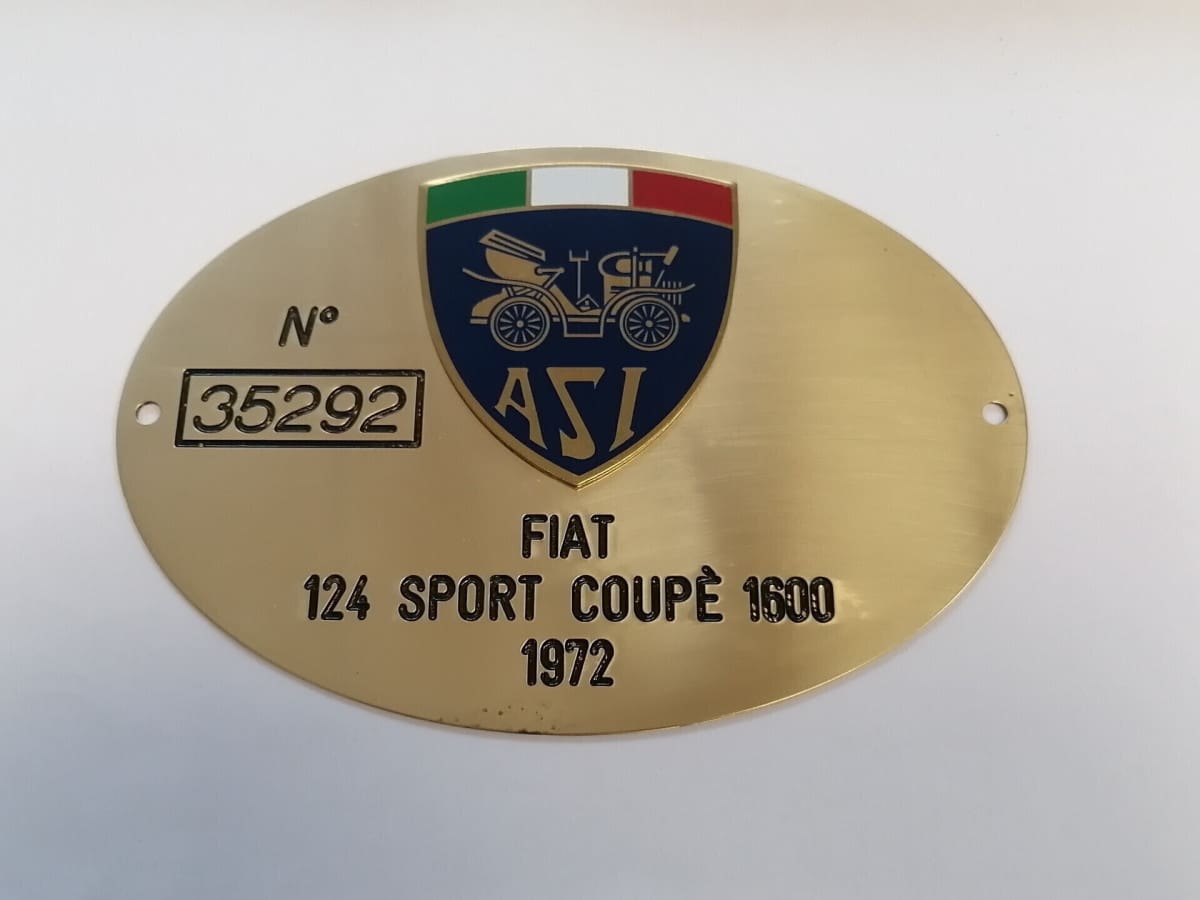 N°
35292
ASI
FIAT
124 SPORT COUPÈ 1600
1972